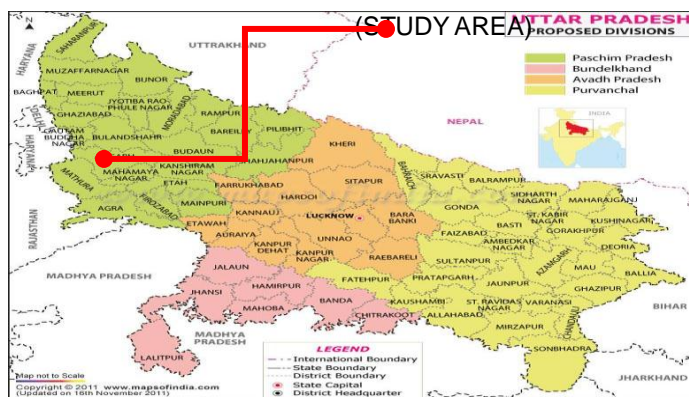 (STUDY AREA)
UTTAR PRADESH
PROPOSED DIVISIONS
Paschim Pradesh
Bundelkhand
Avadh Pradesh
Purvanchal
INDIA
UTTRAKHAND
NEPAL
HARYANA
DELHI
HARYANA
RAJASTHAN
MADHYA PRADESH
MADHYA
PRADESH
BIHAR
JHARKHAND
SAHARANPUR
MUZAFFARNAGAR
BIJNOR
BAGHPAT
MEERUT
JYOTIBA RAO
PHULE NAGAR
MORADABAD
RAMPUR
GHAZIABAD
GAUTAM
BUDDHA
NAGAR
BULANDSHAHR
BAREILLY
PILIBHIT
BUDAUN
SHAHJAHANPUR
KANSHIRAM
NAGAR
MATHURA
MAHAMAYA
NAGAR
ETAH
AGRA
FIROZABAD
MAINPURI
FARRUKHABAD
ETAWAH
KHERI
SITAPUR
HARDOI
KANNAUJ
LUCKNOW
BARA
BANKI
AURAIYA
KANPUR
DEHAT
KANPUR
NAGAR
UNNAO
RAEBARELI
BAHRAICH
SRAVASTI
BALRAMPUR
GONDA
SIDHARTH
NAGAR
MAHARAJGANJ
BASTI
ST. KABIR
NAGAR
KUSHINAGAR
GORAKHPUR
FAIZABAD
AMBEDKAR
NAGAR
DEORIA
SULTANPUR
AZAMGARH
MAU
BALLIA
FATEHPUR
PRATAPGARH
JAUNPUR
GHAZIPUR
KAUSHAMBI
ALLAHABAD
ST. RAVIDAS
NAGAR
VARANASI
CHANDAULI
MIRZAPUR
SONBHADRA
JALAUN
JHANSI
HAMIRPUR
MAHOBA
BANDA
CHITRAKOOT
LALITPUR
LEGEND
International Boundary
State Boundary
District Boundary
State Capital
District Headquarter
Map not to Scale
Copyright © 2011 www.mapsofindia.com
(Updated on 16th November 2011)